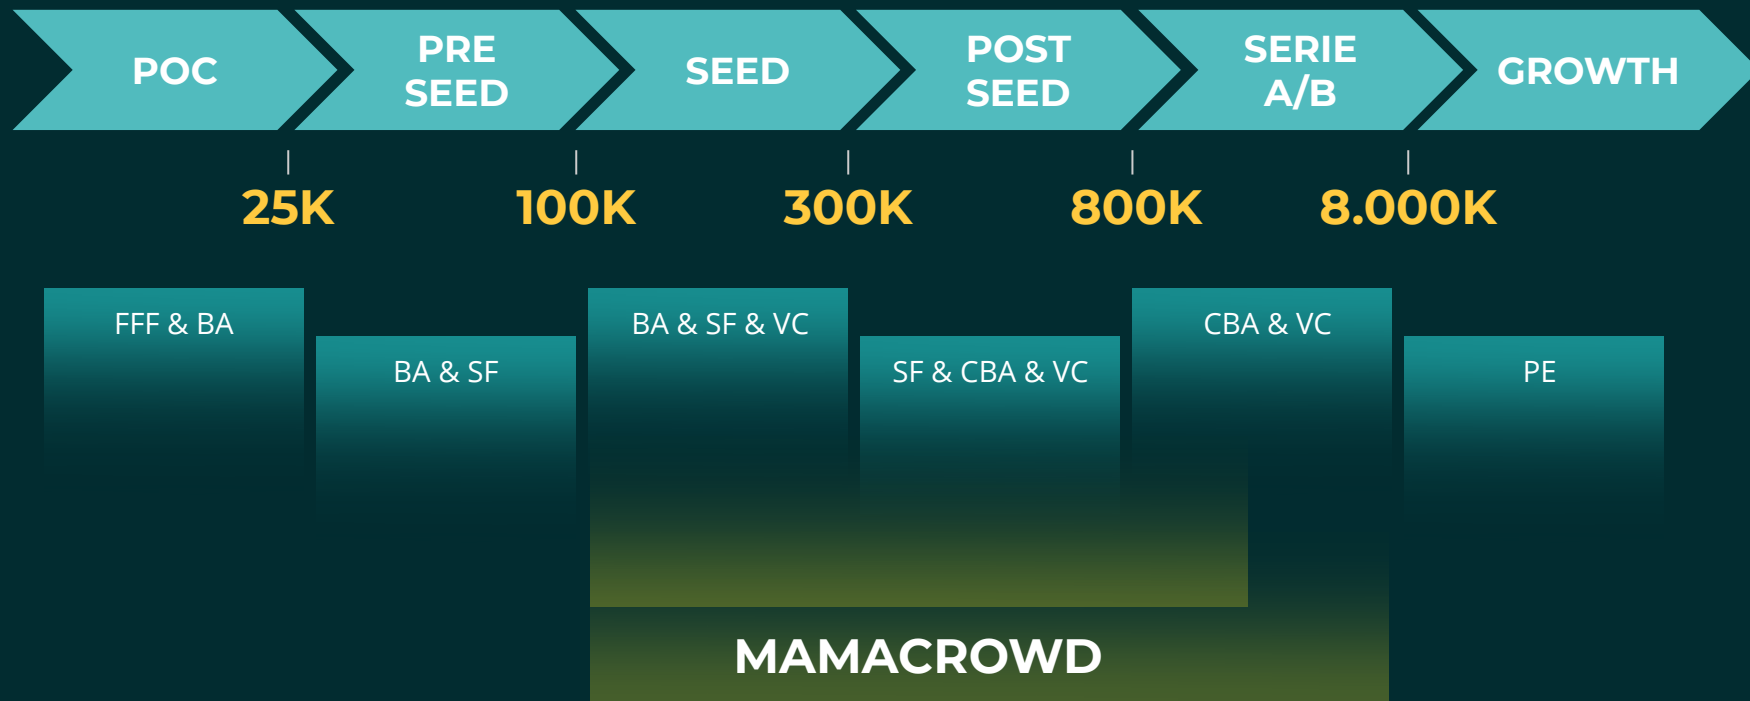 POC
PRE
SEED
SEED
POST
SEED
SERIE
A/B
GROWTH
25K
100K
300K
800K
8.000K
FFF & BA
BA & SF
BA & SF & VC
SF & CBA & VC
CBA & VC
PE
MAMACROWD